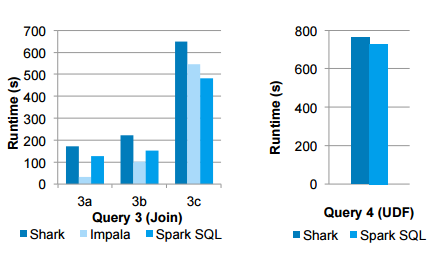 Runtime (s)
700
600
500
400
300
200
100
0
3a 3b 3c
Query 3 (Join)
Shark Impala Spark SQL
Runtime (s)
800
600
400
200
0
Query 4 (UDF)
Shark Spark SQL